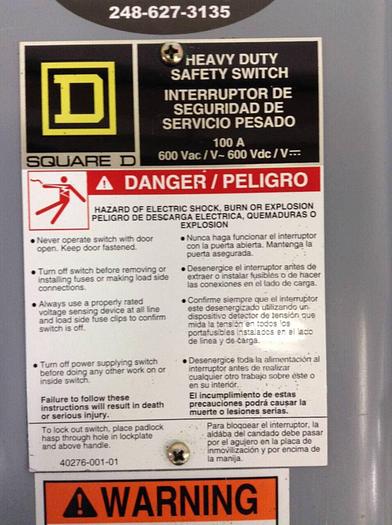 248-627-3135
D
SQUARE D
HEAVY DUTY
SAFETY SWITCH
INTERRUPTOR DE
SEGURIDAD DE
SERVICIO PESADO
100 A
600 Vac / V~ 600 Vdc / V⎓
DANGER / PELIGRO
HAZARD OF ELECTRIC SHOCK, BURN OR EXPLOSION
PELIGRO DE DESCARGA ELECTRICA, QUEMADURAS O
EXPLOSION
• Never operate switch with door
open. Keep door fastened.
• Turn off switch before removing or
installing fuses or making load side
connections.
• Always use a properly rated
voltage sensing device at all line
and load side fuse clips to confirm
switch is off.
• Turn off power supplying switch
before doing any other work on or
inside switch.
Failure to follow these
instructions will result in death
or serious injury.
• Nunca haga funcionar el interruptor
con la puerta abierta. Mantenga la
puerta asegurada.
• Desenergice el interruptor antes de
extraer o instalar fusibles o de hacer
las conexiones en el lado de carga.
• Confirme siempre que el interruptor
este desenergizado utilizando un
dispositivo detector de tensión que
mida la tensión en todos los
portafusibles instalados en el lado
de linea y de carga.
• Desenergice toda la alimentación al
interruptor antes de realizar
cualquier otro trabajo sobre éste o
en su interior.
El incumplimiento de estas
precauciones podrá causar la
muerte o lesiones serias.
To lock out switch, place padlock
hasp through hole in lockplate
and above handle.
40276-001-01
Para bloquear el interruptor, la
aldaba del candado debe pasar
por el agujero en la placa de
inmovilización y por encima de
la manija.
WARNING